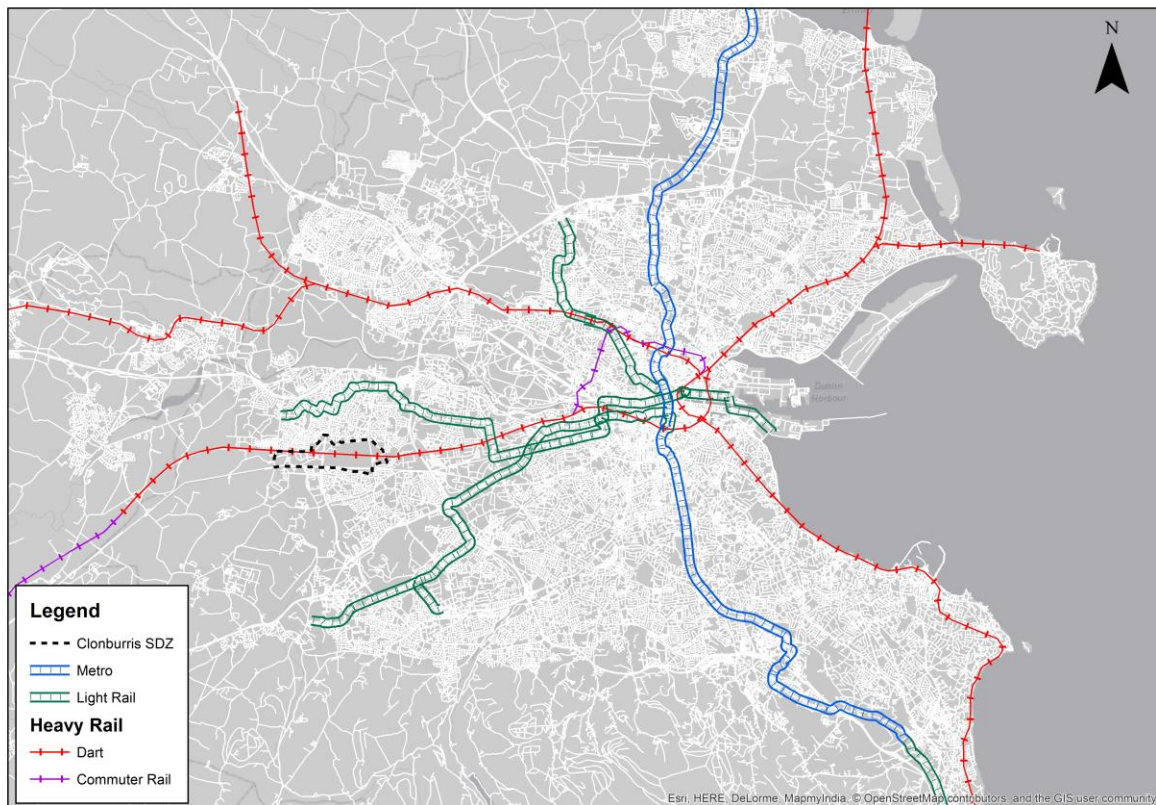 N
Dublin
Harbour
Legend
Clonburris SDZ
Metro
Light Rail
Heavy Rail
Dart
Commuter Rail
Esri, HERE, DeLorme, MapmyIndia, © OpenStreetMap contributors, and the GIS user community